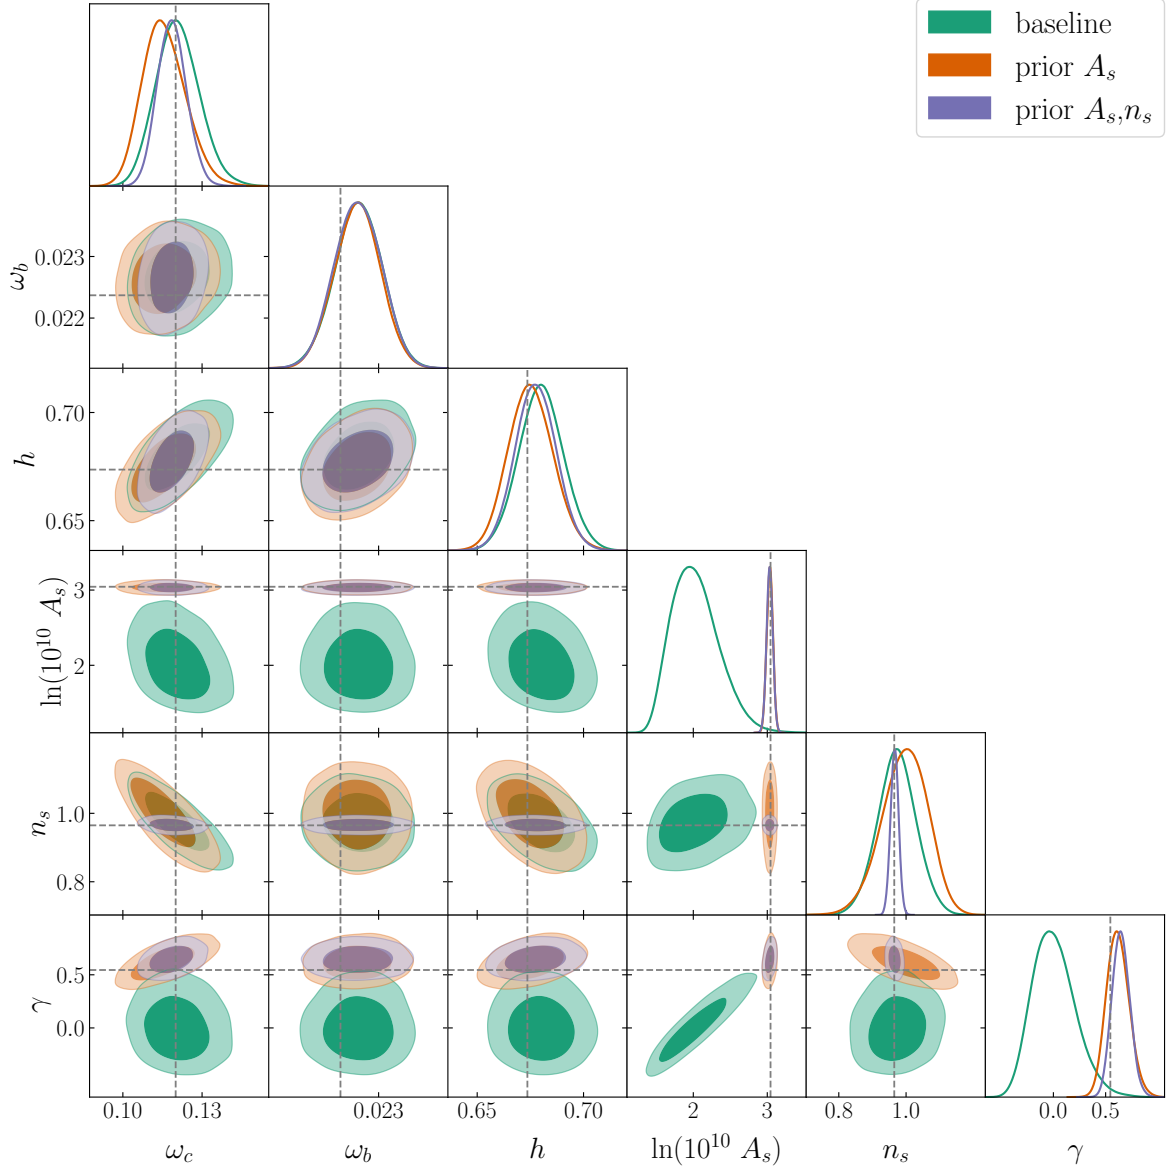 baseline
prior A_s
prior A_s,n_s
ω_b
0.023
0.022
h
0.70
0.65
ln(10^10 A_s)
3
2
n_s
1.0
0.8
γ
0.5
0.0
0.10 0.13 0.023 0.65 0.70 2 3 0.8 1.0 0.0 0.5
ω_c ω_b h ln(10^10 A_s) n_s γ